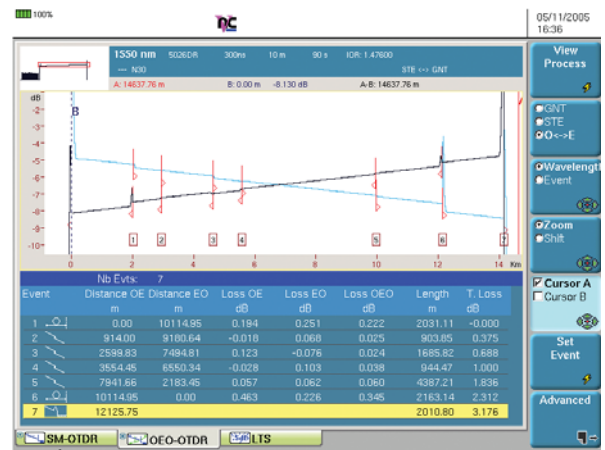 100%
05/11/2005
16:36
1550 nm 5026DR 300ns 10 m 90 s IOR: 1.47600
--- N30 STE <-> GNT
A: 14637.76 m B: 0.00 m -8.130 dB A-B: 14637.76 m
dB
-2-
-3-
-4-
-5-
-6-
-7-
-8-
-9-
-10-
B
1 2 3 4 5 6 7
0 2 4 6 8 10 12 14 Km
Nb Evts: 7
Event Distance OE Distance EO Loss OE Loss EO Loss OEO Length T. Loss
m m dB dB dB m dB
1 0.00 10114.95 0.194 0.251 0.222 2031.11 -0.000
2 914.00 9180.64 -0.018 0.068 0.025 903.85 0.375
3 2599.83 7494.81 0.123 -0.076 0.024 1685.82 0.688
4 3554.45 6550.34 -0.028 0.103 0.038 944.47 1.000
5 7941.66 2183.45 0.057 0.062 0.060 4387.21 1.836
6 10114.95 0.00 0.463 0.226 0.345 2163.14 2.312
7 12125.75 2010.80 3.176
SM-OTDR OEO-OTDR LTS
View
Process
GNT
STE
O<-->E
Wavelengt
Event
Zoom
Shift
Cursor A
Cursor B
Set
Event
Advanced